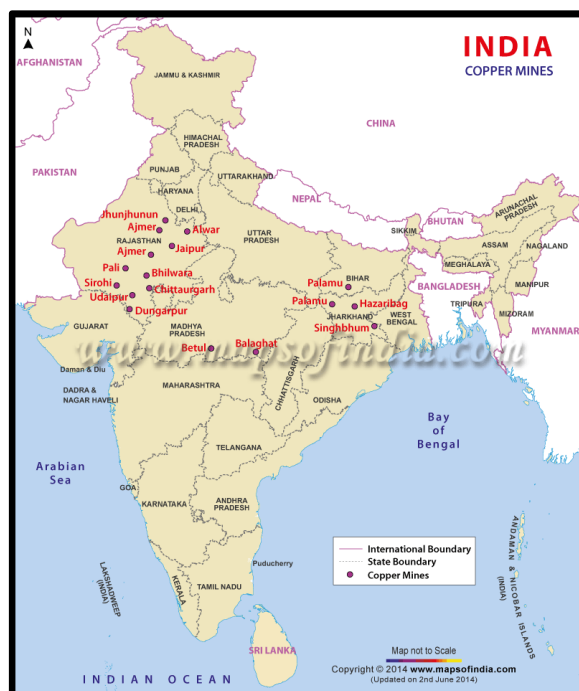 N
INDIA
COPPER MINES
AFGHANISTAN
JAMMU & KASHMIR
CHINA
HIMACHAL
PRADESH
PAKISTAN
PUNJAB
UTTARAKHAND
HARYANA
NEPAL
DELHI
ARUNACHAL
PRADESH
Jhunjhunun
Ajmer
Alwar
SIKKIM
BHUTAN
RAJASTHAN
UTTAR
PRADESH
ASSAM
NAGALAND
Ajmer
Jaipur
MEGHALAYA
Pali
Bhilwara
Palamu
BIHAR
BANGLADESH
MANIPUR
Sirohi
Chittaurgarh
Udalpur
Palamu
Hazaribag
TRIPURA
MIZORAM
Dungarpur
JHARKHAND
WEST
BENGAL
GUJARAT
MADHYA
PRADESH
Singhbhum
MYANMAR
Betul
Balaghat
www.mapsofindia.com
Daman & Diu
DADRA &
NAGAR HAVELI
MAHARASHTRA
CHHATTISGARH
ODISHA
Bay
of
Bengal
Arabian
Sea
TELANGANA
GOA
KARNATAKA
ANDHRA
PRADESH
International Boundary
State Boundary
Copper Mines
Puducherry
LAKSHADWEEP
(INDIA)
KERALA
TAMIL NADU
ANDAMAN & NICOBAR ISLANDS
(INDIA)
SRI LANKA
Map not to Scale
Copyright © 2014 www.mapsofindia.com
(Updated on 2nd June 2014)
INDIAN OCEAN